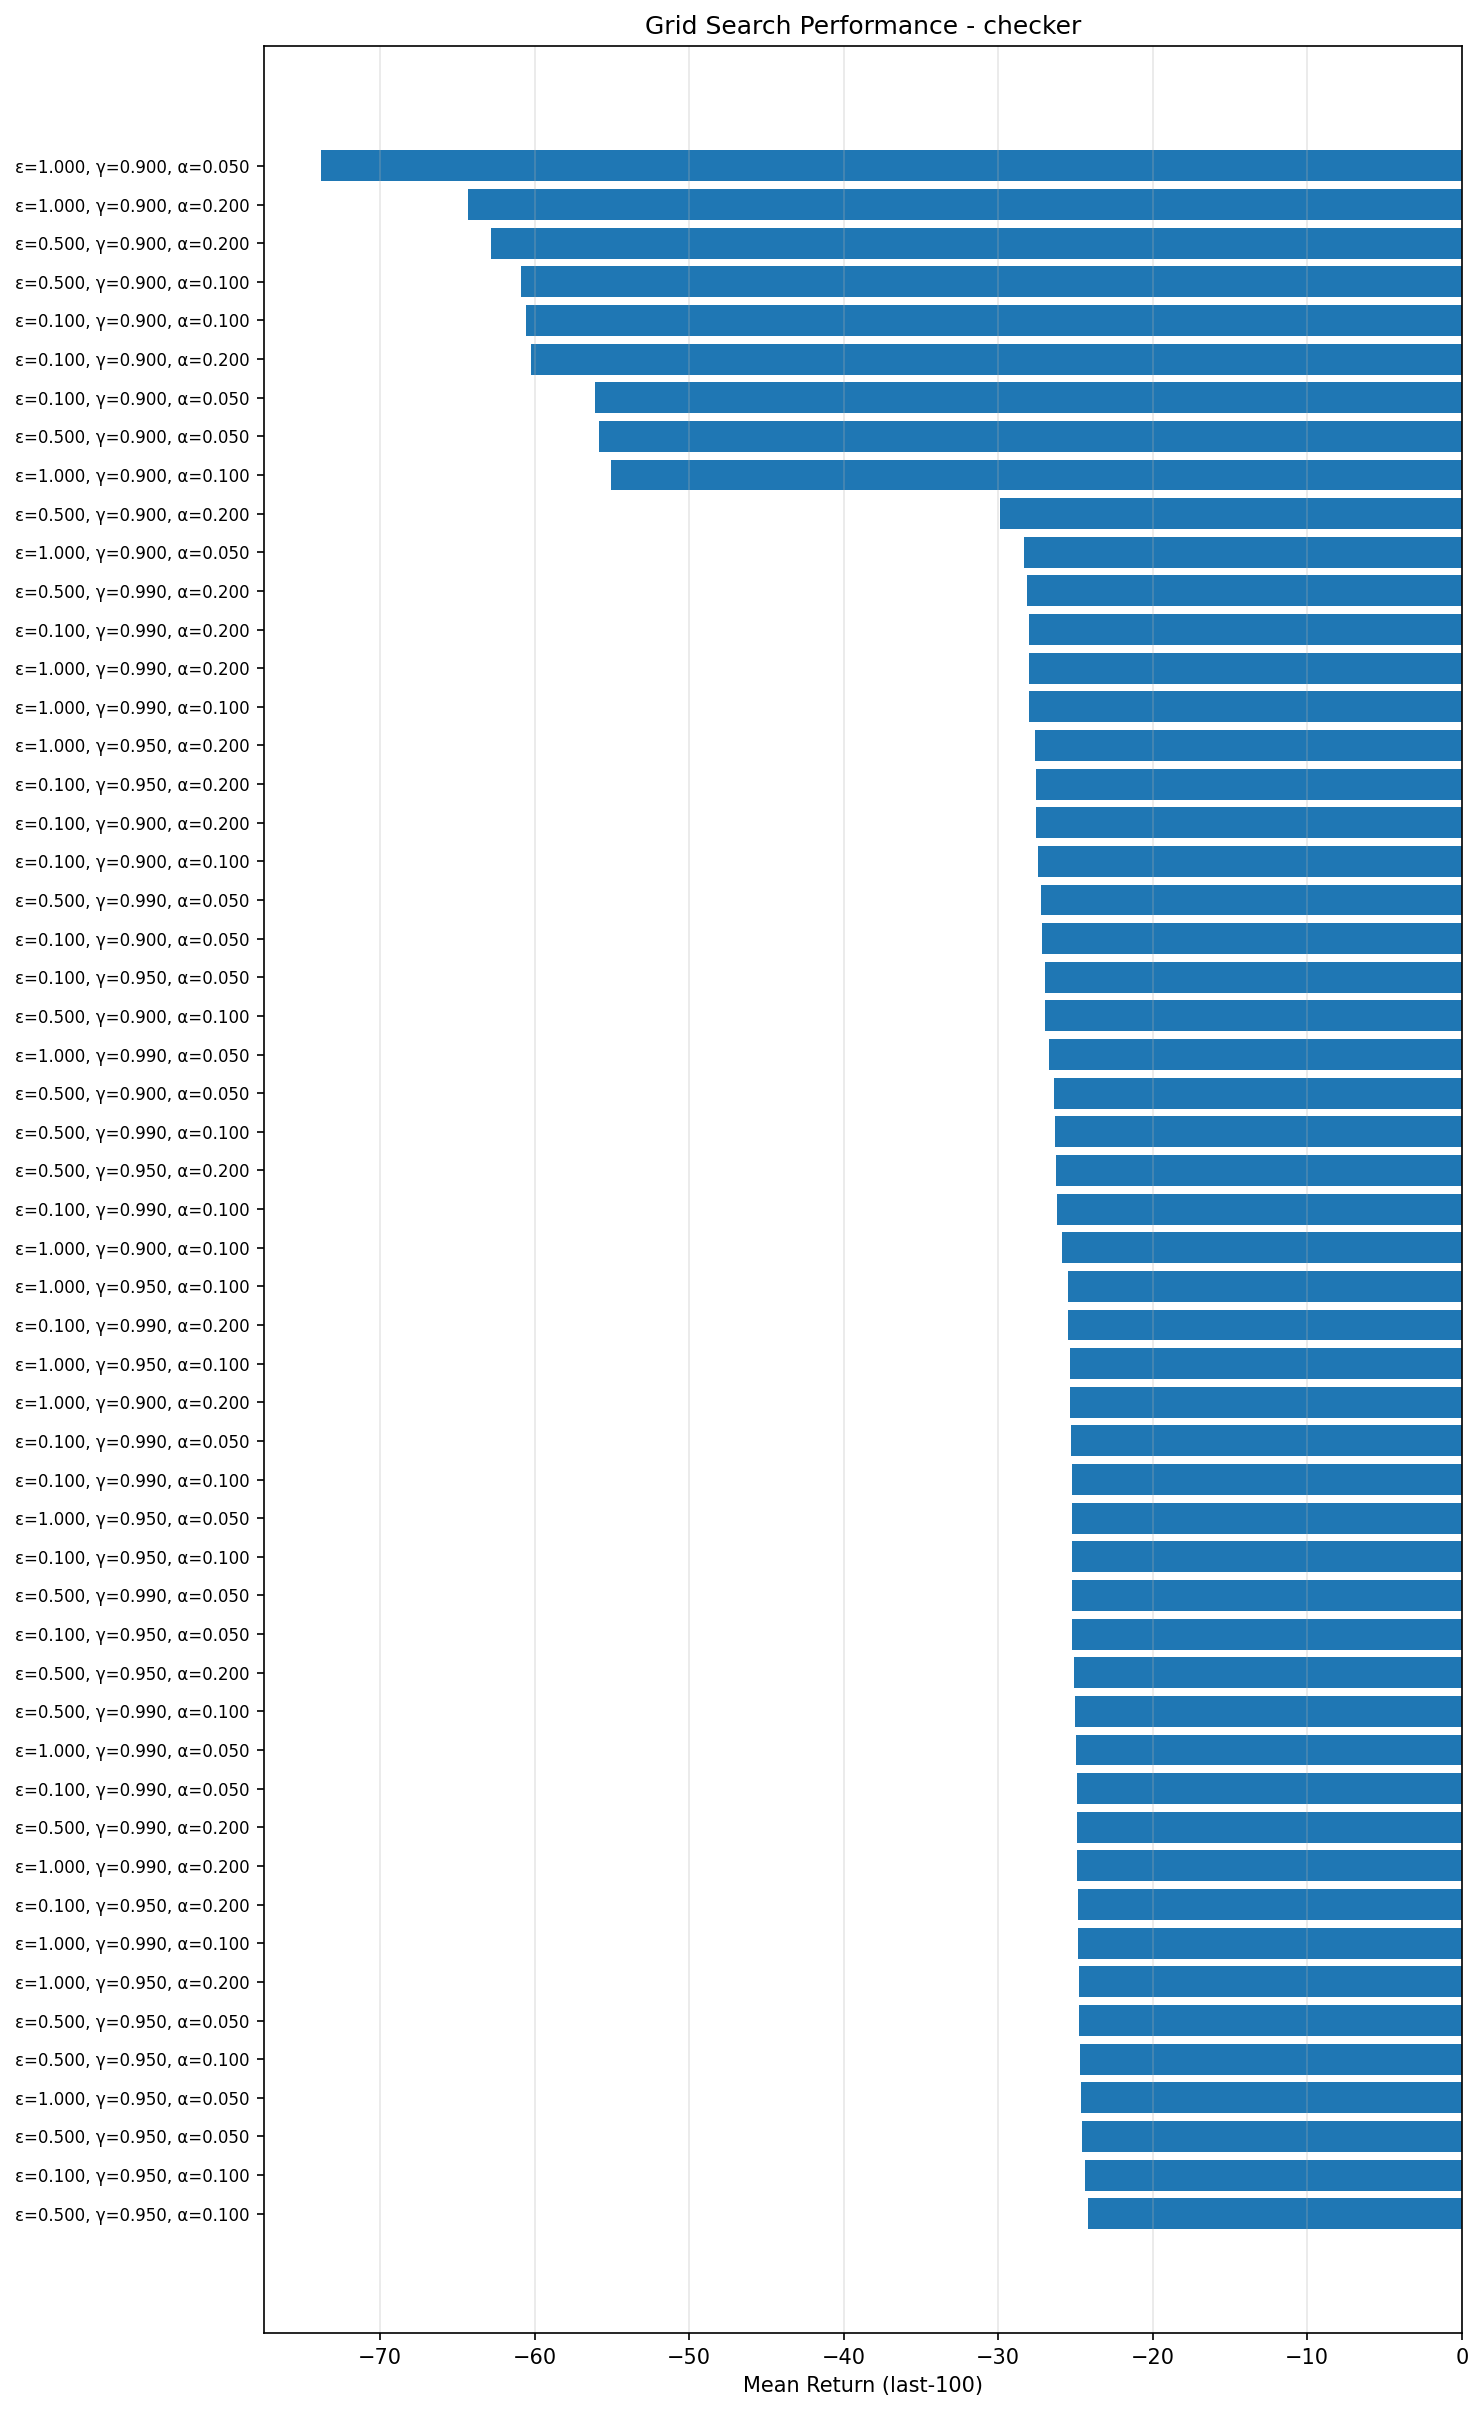 Grid Search Performance - checker
ε=1.000, γ=0.900, α=0.050
ε=1.000, γ=0.900, α=0.200
ε=0.500, γ=0.900, α=0.200
ε=0.500, γ=0.900, α=0.100
ε=0.100, γ=0.900, α=0.100
ε=0.100, γ=0.900, α=0.200
ε=0.100, γ=0.900, α=0.050
ε=0.500, γ=0.900, α=0.050
ε=1.000, γ=0.900, α=0.100
ε=0.500, γ=0.900, α=0.200
ε=1.000, γ=0.900, α=0.050
ε=0.500, γ=0.990, α=0.200
ε=0.100, γ=0.990, α=0.200
ε=1.000, γ=0.990, α=0.200
ε=1.000, γ=0.990, α=0.100
ε=1.000, γ=0.950, α=0.200
ε=0.100, γ=0.950, α=0.200
ε=0.100, γ=0.900, α=0.200
ε=0.100, γ=0.900, α=0.100
ε=0.500, γ=0.990, α=0.050
ε=0.100, γ=0.900, α=0.050
ε=0.100, γ=0.950, α=0.050
ε=0.500, γ=0.900, α=0.100
ε=1.000, γ=0.990, α=0.050
ε=0.500, γ=0.900, α=0.050
ε=0.500, γ=0.990, α=0.100
ε=0.500, γ=0.950, α=0.200
ε=0.100, γ=0.990, α=0.100
ε=1.000, γ=0.900, α=0.100
ε=1.000, γ=0.950, α=0.100
ε=0.100, γ=0.990, α=0.200
ε=1.000, γ=0.950, α=0.100
ε=1.000, γ=0.900, α=0.200
ε=0.100, γ=0.990, α=0.050
ε=0.100, γ=0.990, α=0.100
ε=1.000, γ=0.950, α=0.050
ε=0.100, γ=0.950, α=0.100
ε=0.500, γ=0.990, α=0.050
ε=0.100, γ=0.950, α=0.050
ε=0.500, γ=0.950, α=0.200
ε=0.500, γ=0.990, α=0.100
ε=1.000, γ=0.990, α=0.050
ε=0.100, γ=0.990, α=0.050
ε=0.500, γ=0.990, α=0.200
ε=1.000, γ=0.990, α=0.200
ε=0.100, γ=0.950, α=0.200
ε=1.000, γ=0.990, α=0.100
ε=1.000, γ=0.950, α=0.200
ε=0.500, γ=0.950, α=0.050
ε=0.500, γ=0.950, α=0.100
ε=1.000, γ=0.950, α=0.050
ε=0.500, γ=0.950, α=0.050
ε=0.100, γ=0.950, α=0.100
ε=0.500, γ=0.950, α=0.100
−70 −60 −50 −40 −30 −20 −10 0
Mean Return (last-100)